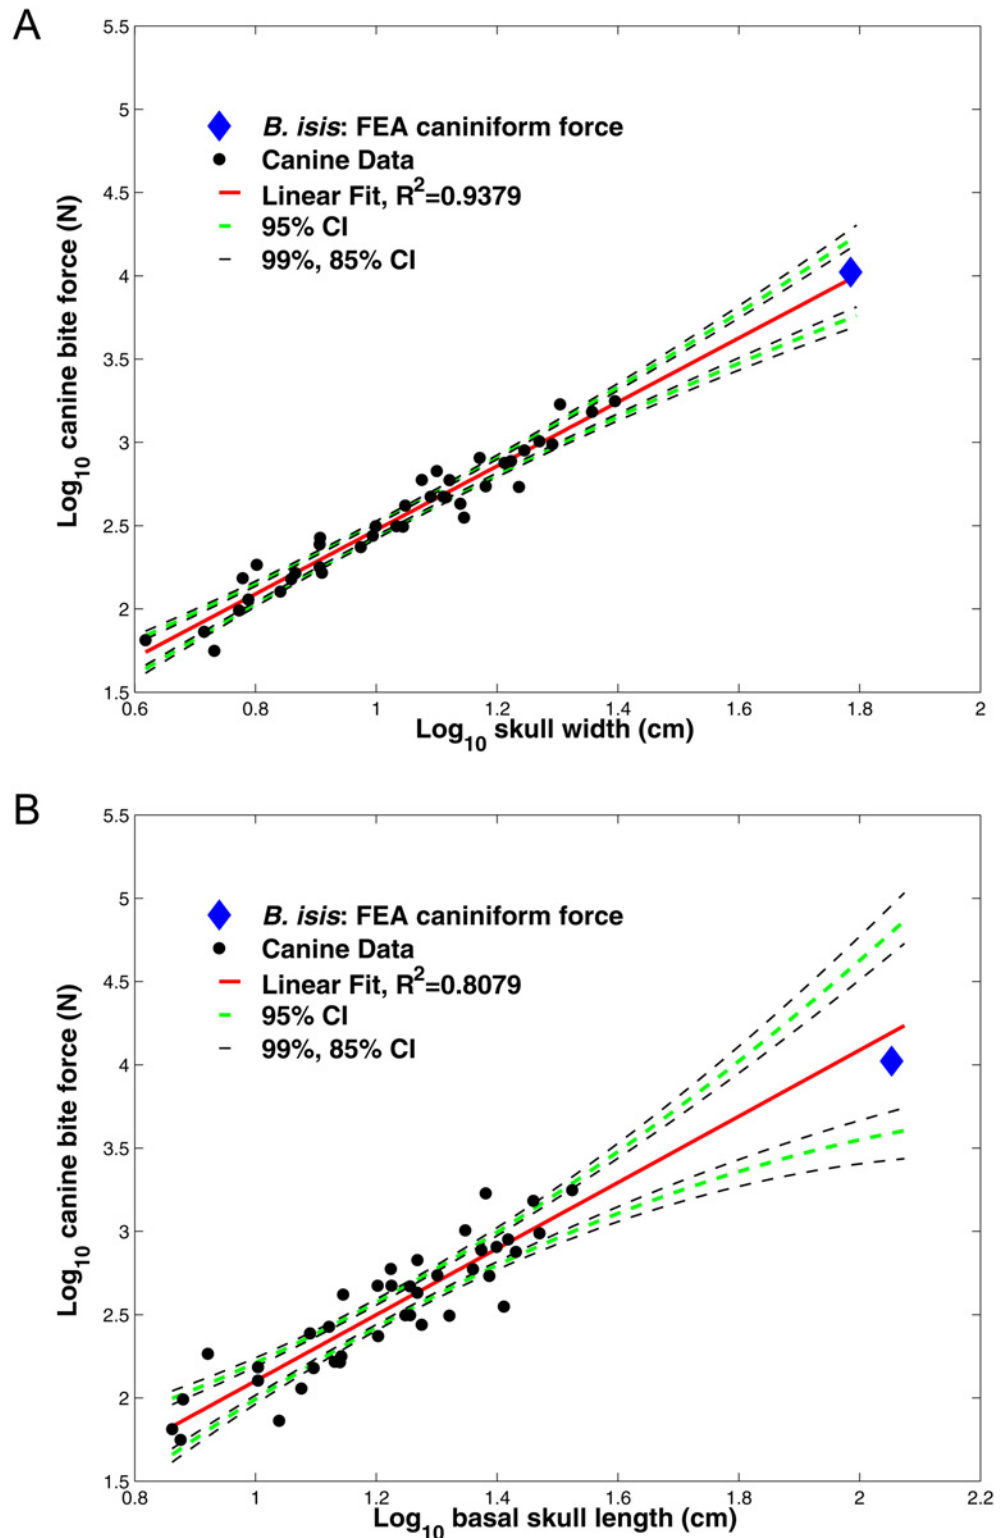 A
5.5
5
4.5
4
3.5
3
2.5
2
1.5
Log10 canine bite force (N)
B. isis: FEA caniniform force
Canine Data
Linear Fit, R2=0.9379
95% CI
99%, 85% CI
0.6 0.8 1 1.2 1.4 1.6 1.8 2
Log10 skull width (cm)
B
5.5
5
4.5
4
3.5
3
2.5
2
1.5
Log10 canine bite force (N)
B. isis: FEA caniniform force
Canine Data
Linear Fit, R2=0.8079
95% CI
99%, 85% CI
0.8 1 1.2 1.4 1.6 1.8 2 2.2
Log10 basal skull length (cm)